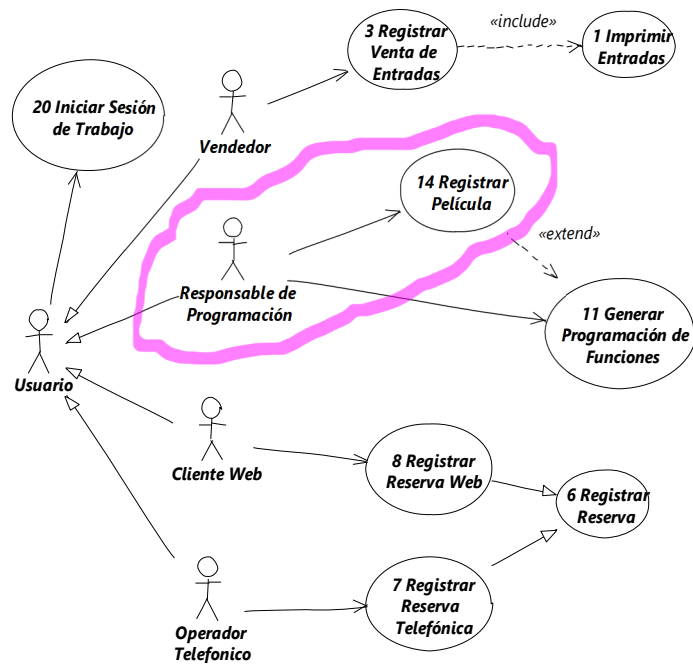 3 Registrar
Venta de
Entradas
«include»
1 Imprimir
Entradas
20 Iniciar Sesión
de Trabajo
Vendedor
14 Registrar
Película
«extend»
Responsable de
Programación
11 Generar
Programación de
Funciones
Usuario
Cliente Web
8 Registrar
Reserva Web
6 Registrar
Reserva
7 Registrar
Reserva
Telefónica
Operador
Telefonico